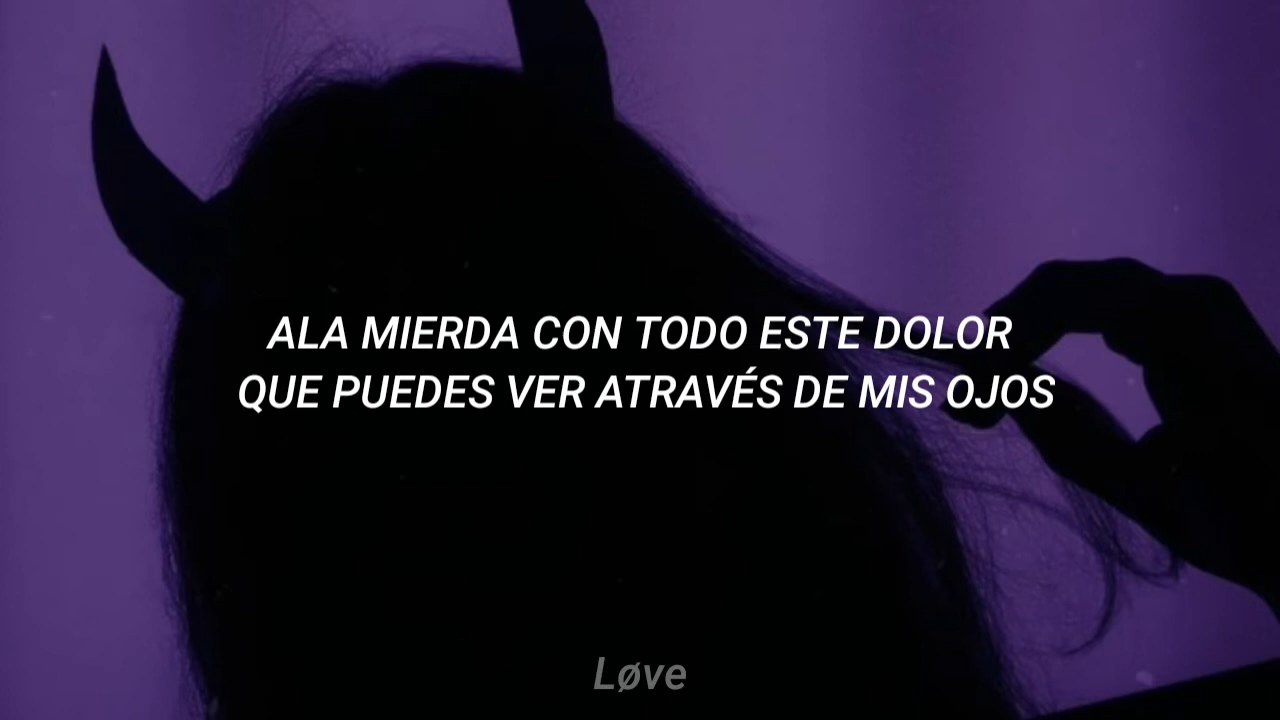 ALA MIERDA CON TODO ESTE DOLOR
QUE PUEDES VER ATRAVÉS DE MIS OJOS
Løve